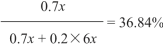 0.7x
0.7x + 0.2×6x = 36.84%